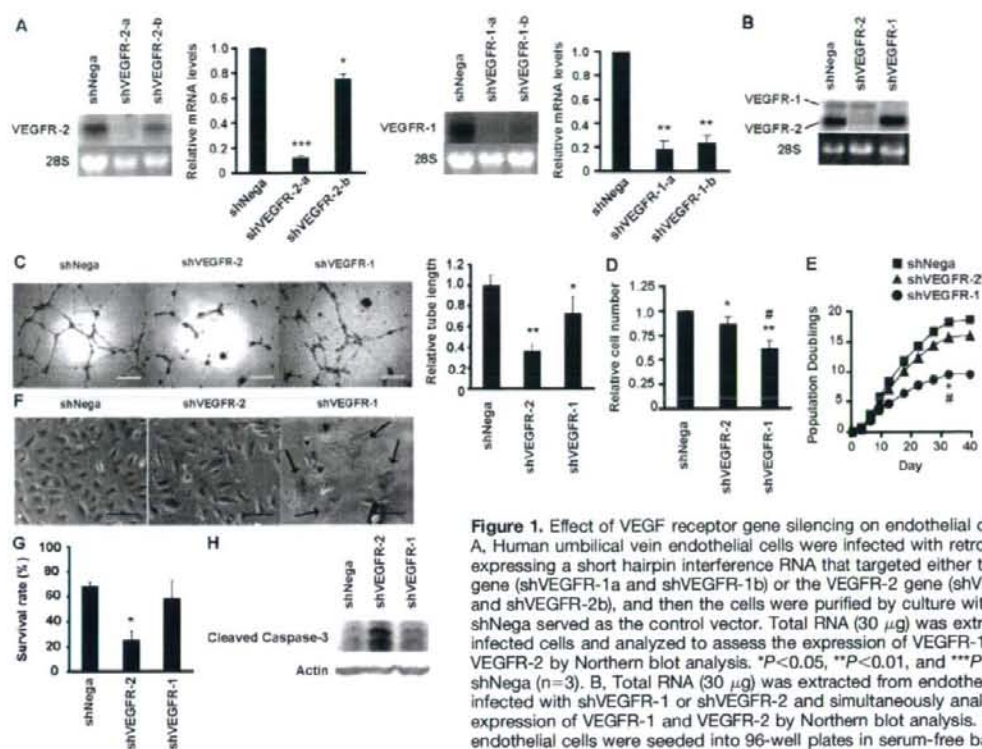 A
shNega
shVEGFR-2-a
shVEGFR-2-b
VEGFR-2
28S
Relative mRNA levels
1.0
0.8
0.6
0.4
0.2
0
***
*
shNega
shVEGFR-2-a
shVEGFR-2-b
shNega
shVEGFR-1-a
shVEGFR-1-b
VEGFR-1
28S
Relative mRNA levels
1.0
0.8
0.6
0.4
0.2
0
**
**
shNega
shVEGFR-1-a
shVEGFR-1-b
B
shNega
shVEGFR-2
shVEGFR-1
VEGFR-1
VEGFR-2
28S
C
shNega
shVEGFR-2
shVEGFR-1
Relative tube length
1.2
1.0
0.8
0.6
0.4
0.2
0
**
*
shNega
shVEGFR-2
shVEGFR-1
D
Relative cell number
1.25
1.00
0.75
0.50
0.25
0
*
#
**
shNega
shVEGFR-2
shVEGFR-1
E
shNega
shVEGFR-2
shVEGFR-1
Population Doublings
20
15
10
5
0
*
#
0 10 20 30 40
Day
F
shNega
shVEGFR-2
shVEGFR-1
G
Survival rate (%)
80
60
40
20
0
*
shNega
shVEGFR-2
shVEGFR-1
H
shNega
shVEGFR-2
shVEGFR-1
Cleaved Caspase-3
Actin
Figure 1. Effect of VEGF receptor gene silencing on endothelial
A, Human umbilical vein endothelial cells were infected with
expressing a short hairpin interference RNA that targeted either
gene (shVEGFR-1a and shVEGFR-1b) or the VEGFR-2 gene
and shVEGFR-2b), and then the cells were purified by culture
shNega served as the control vector. Total RNA (30 μg) was
infected cells and analyzed to assess the expression of
VEGFR-2 by Northern blot analysis. *P<0.05, **P<0.01, and ***P
shNega (n=3). B, Total RNA (30 μg) was extracted from
infected with shVEGFR-1 or shVEGFR-2 and simultaneously
expression of VEGFR-1 and VEGFR-2 by Northern blot analysis.
endothelial cells were seeded into 96-well plates in serum-free